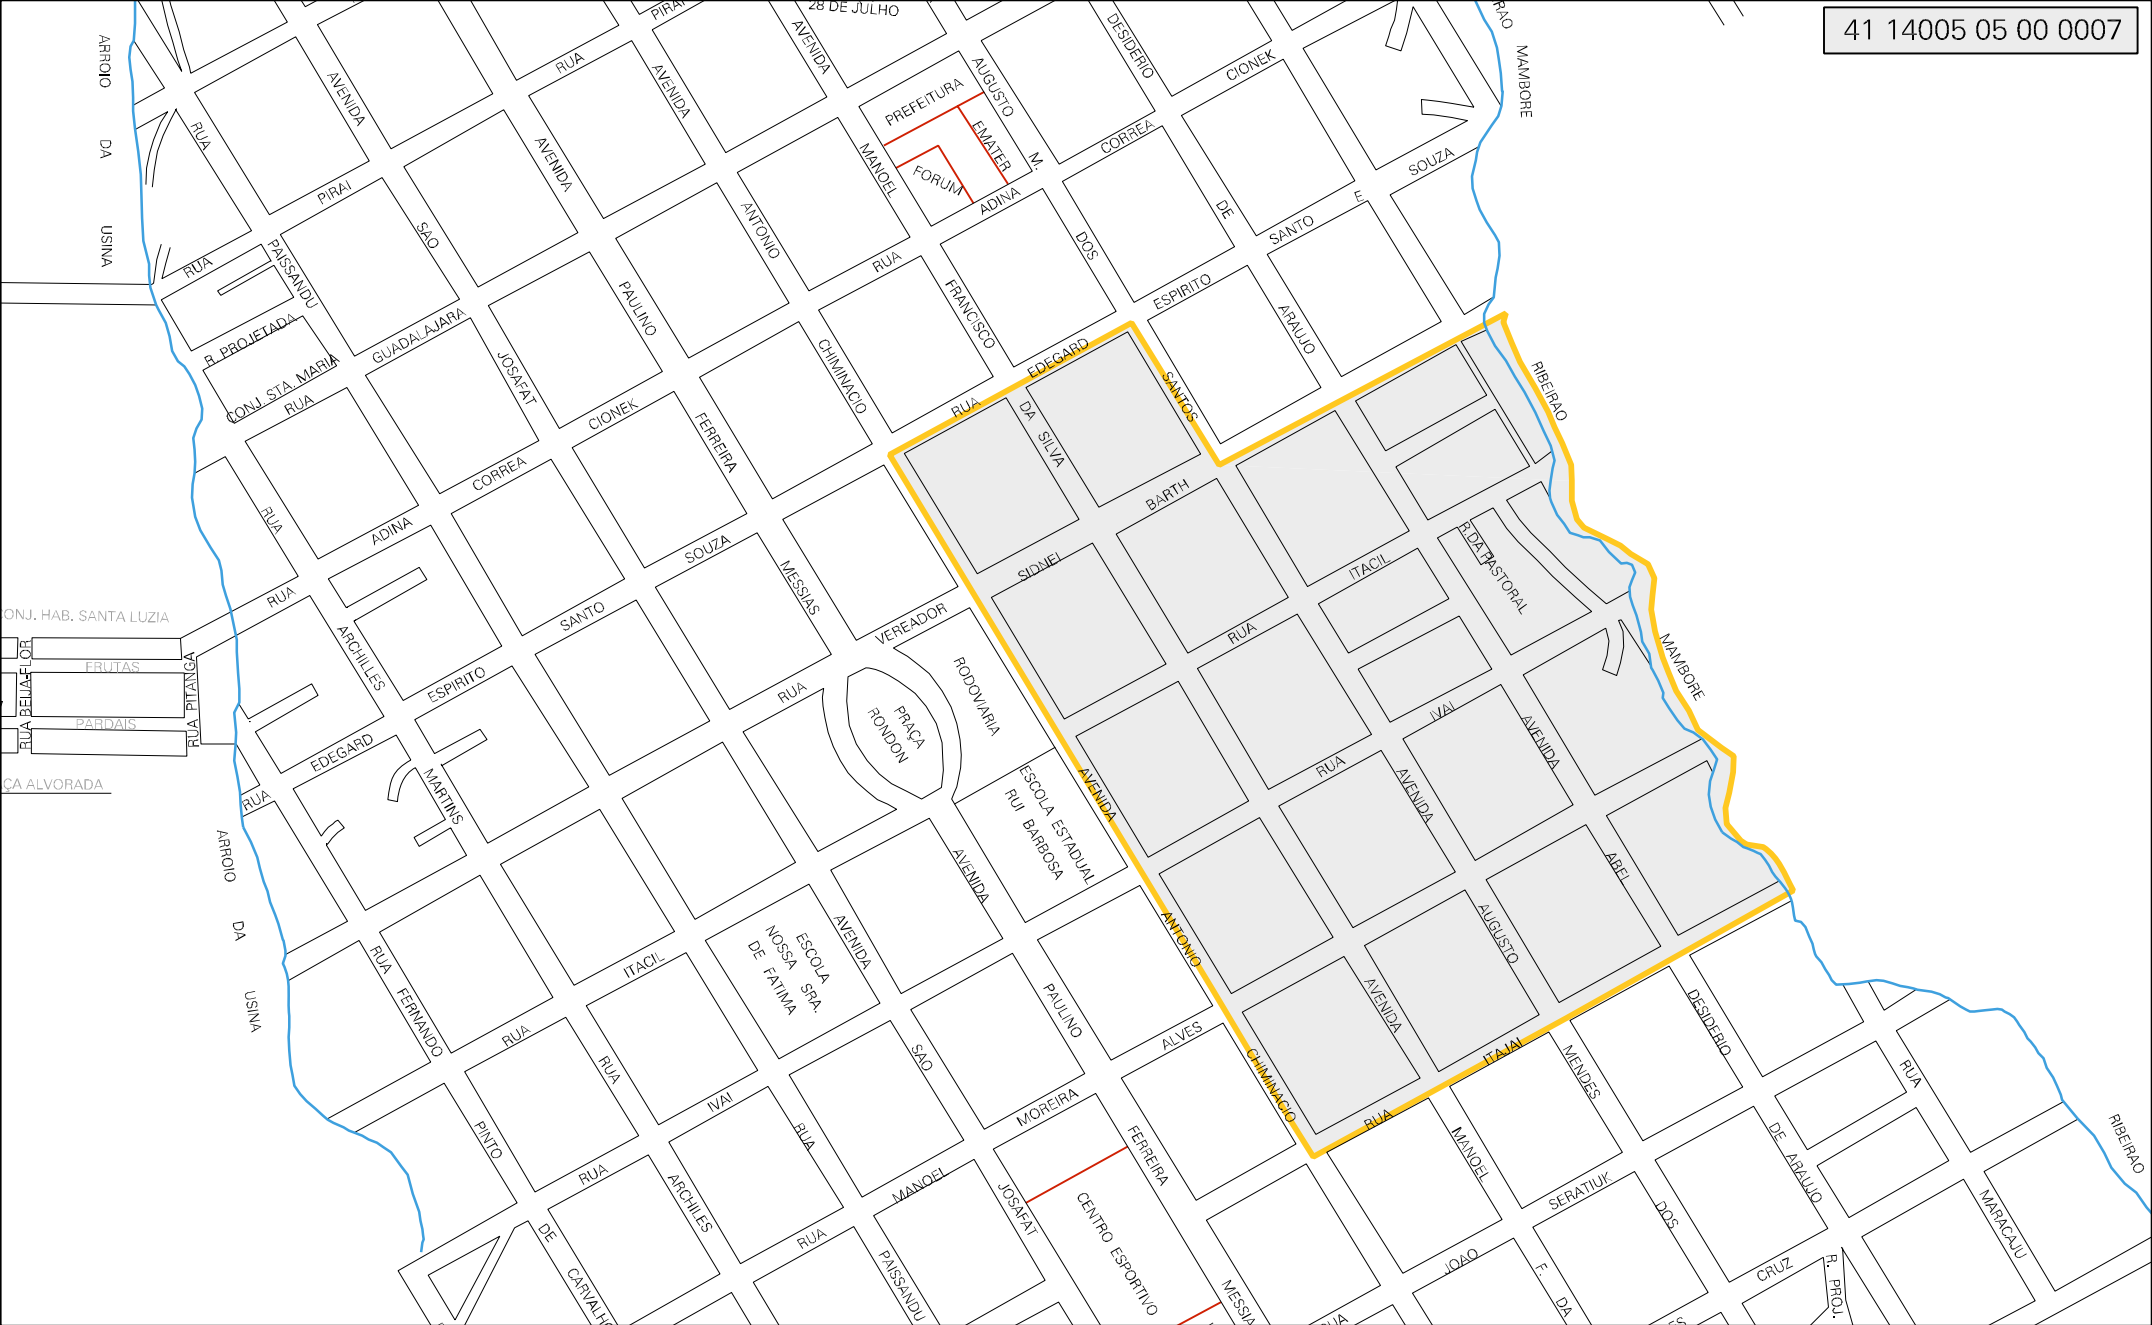 41 14005 05 00 0007
28 DE JULHO
PIRAI
RUA
AVENIDA
AVENIDA
AVENIDA
DESIDERIO
CIONEK
MAMBORE
ARROIO
DA
USINA
RUA
PIRAI
AVENIDA
PREFEITURA
AUGUSTO
EMATER
FORUM
M.
MANOEL
ADINA
CORREA
SOUZA
E
DE
SANTO
DOS
ESPIRITO
ARAUJO
RUA
PAISSANDU
SAO
ANTONIO
RUA
FRANCISCO
PAULINO
CHIMINACIO
R. PROJETADA
CONJ. STA. MARIA
GUADALAJARA
JOSAFAT
RUA
CIONEK
FERREIRA
CORREA
ADINA
RUA
SOUZA
MESSIAS
RUA
EDEGARD
SANTOS
DA SILVA
BARTH
SIDNEI
RIBEIRAO
ITACIL
R.DA PASTORAL
RUA
MAMBORE
IVAI
RUA
AVENIDA
AVENIDA
ABEL
AUGUSTO
AVENIDA
AVENIDA
ANTONIO
CHIMINACIO
ITAJAI
RUA
CONJ. HAB. SANTA LUZIA
FRUTAS
RUA BEIJA-FLOR
PARDAIS
RUA PITANGA
ÇA ALVORADA
RUA
ARCHILLES
SANTO
ESPIRITO
EDEGARD
RUA
MARTINS
VEREADOR
RODOVIARIA
RUA
PRAÇA
RONDON
ESCOLA ESTADUAL
RUI BARBOSA
AVENIDA
AVENIDA
ESCOLA
NOSSA SRA.
DE FATIMA
ITACIL
RUA
ARROIO
DA
USINA
RUA
FERNANDO
PINTO
DE
CARVALHO
RUA
IVAI
RUA
ARCHILES
RUA
MANOEL
RUA
PAISSANDU
SAO
JOSAFAT
PAULINO
ALVES
MOREIRA
FERREIRA
CENTRO ESPORTIVO
MESSIA
MENDES
MANOEL
DESIDERIO
SERATIUK
DOS
JOAO
F.
DA
DE
ARAUJO
CRUZ
R. PROJ.
RUA
MARACAJU
RIBEIRAO